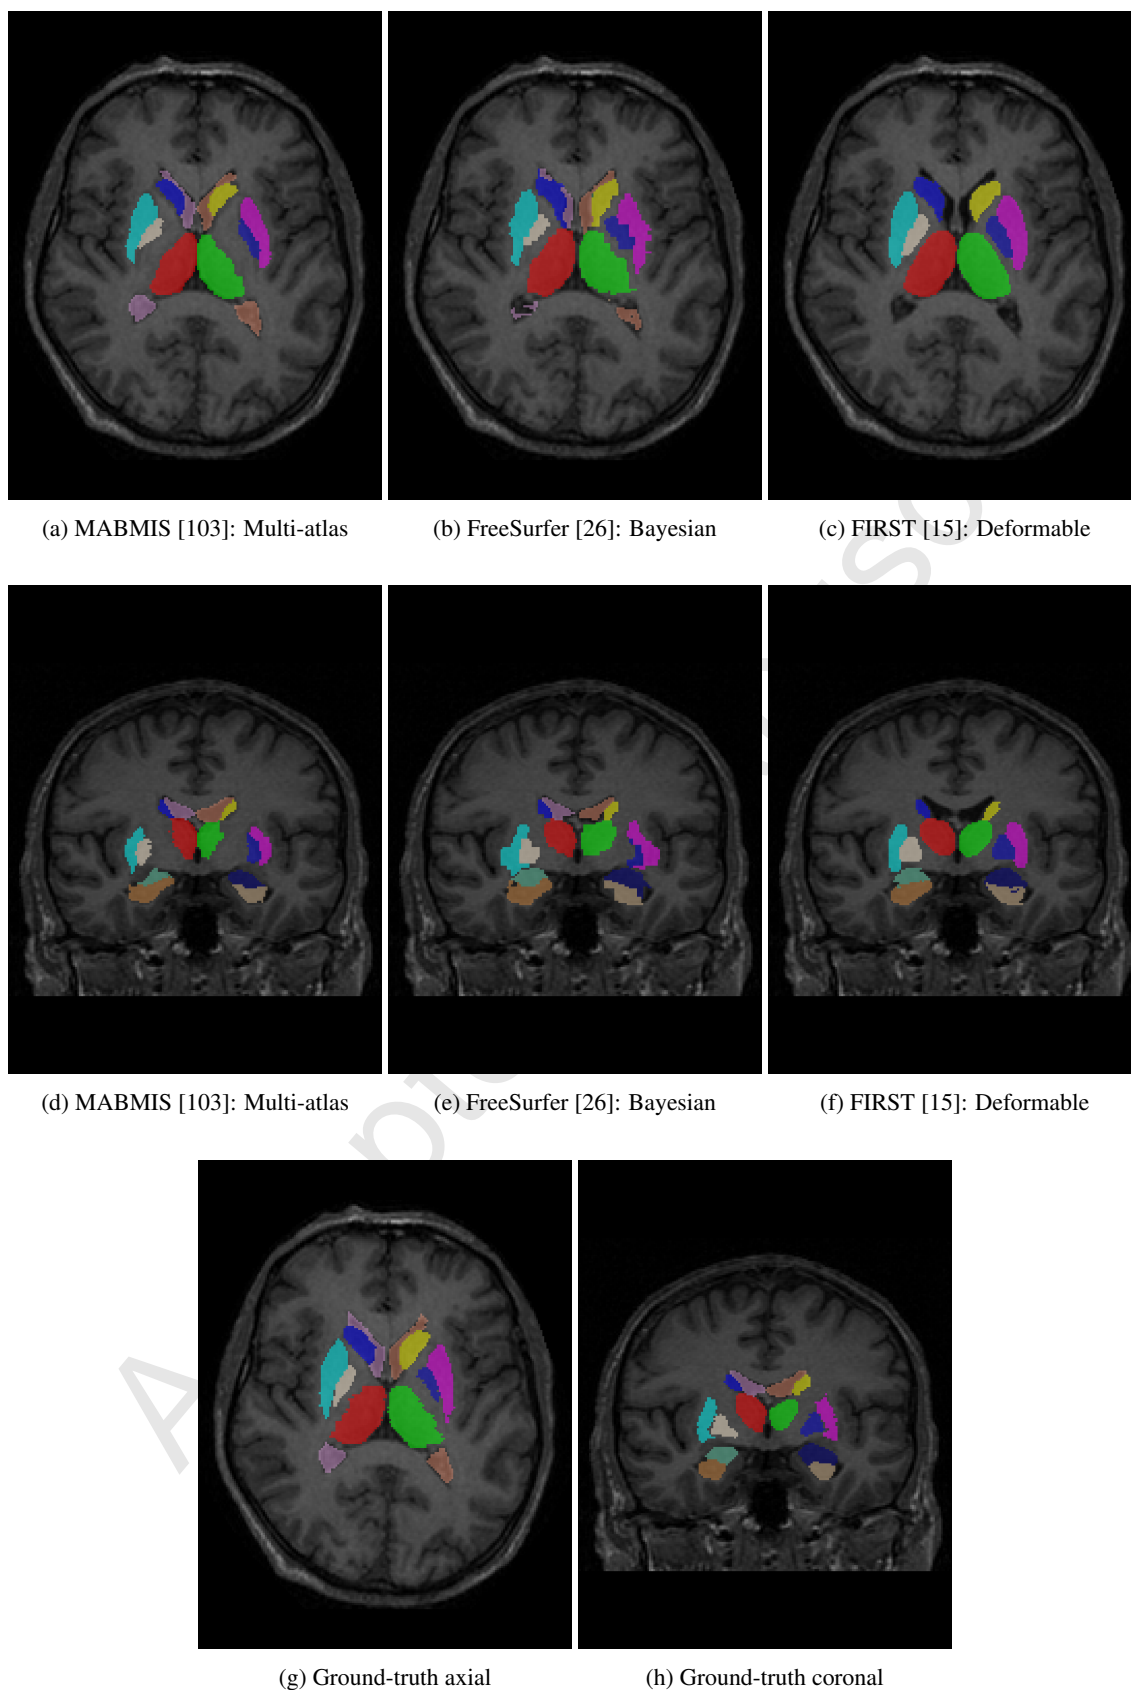 (a) MABMIS [103]: Multi-atlas
(b) FreeSurfer [26]: Bayesian
(c) FIRST [15]: Deformable
(d) MABMIS [103]: Multi-atlas
(e) FreeSurfer [26]: Bayesian
(f) FIRST [15]: Deformable
(g) Ground-truth axial
(h) Ground-truth coronal